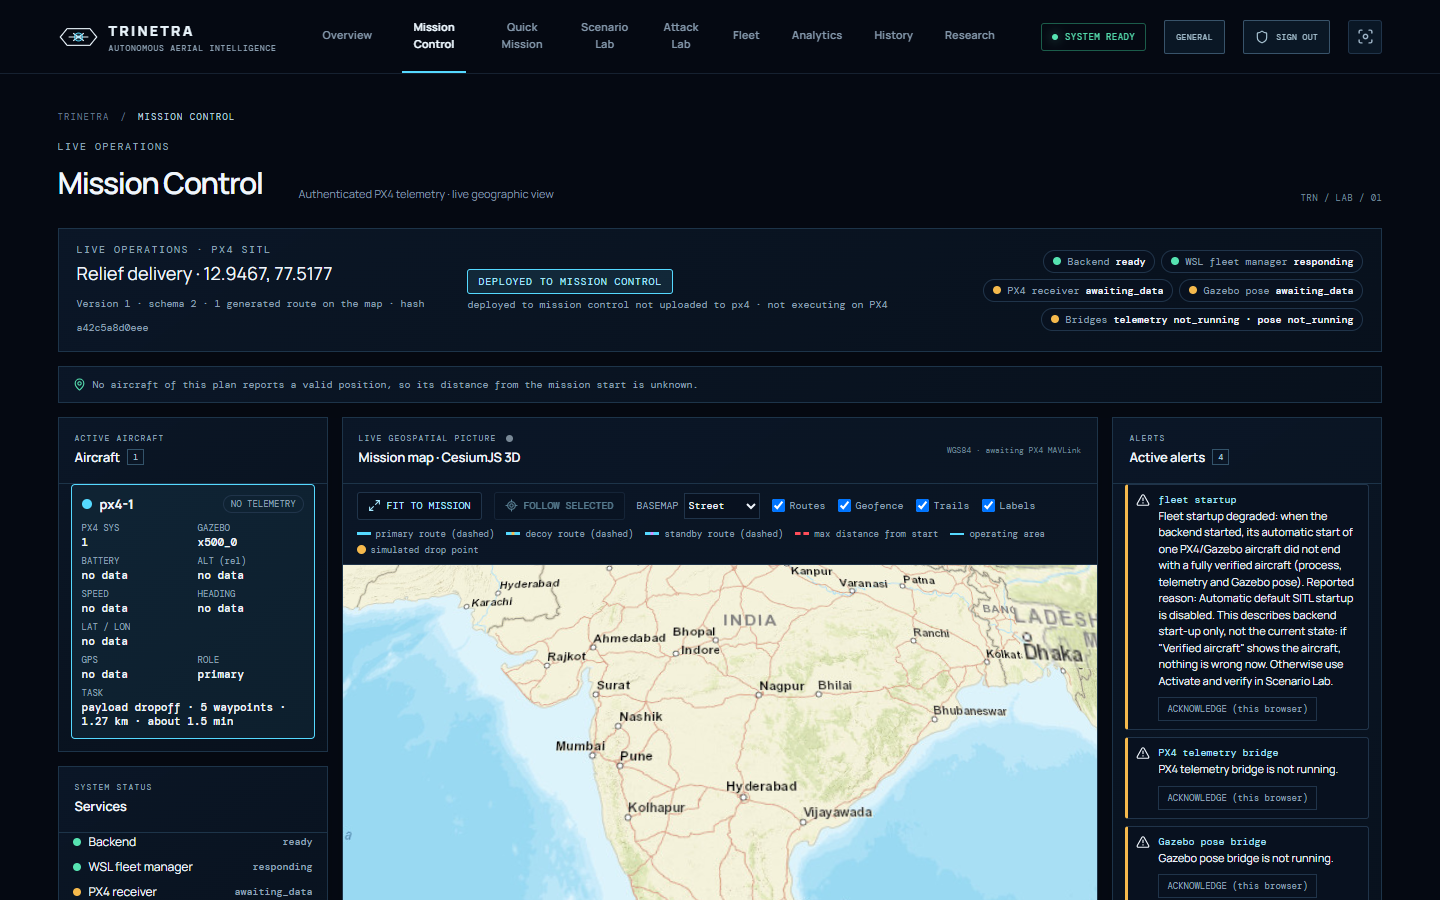 TRINETRA
AUTONOMOUS AERIAL INTELLIGENCE
Overview
Mission Control
Quick Mission
Scenario Lab
Attack Lab
Fleet
Analytics
History
Research
SYSTEM READY
GENERAL
SIGN OUT
TRINETRA / MISSION CONTROL
LIVE OPERATIONS
Mission Control
Authenticated PX4 telemetry · live geographic view
TRN / LAB / 01
LIVE OPERATIONS · PX4 SITL
Relief delivery · 12.9467, 77.5177
Version 1 · schema 2 · 1 generated route on the map · hash
a42c5a8d0eee
DEPLOYED TO MISSION CONTROL
deployed to mission control not uploaded to px4 · not executing on PX4
Backend ready
WSL fleet manager responding
PX4 receiver awaiting_data
Gazebo pose awaiting_data
Bridges telemetry not_running · pose not_running
No aircraft of this plan reports a valid position, so its distance from the mission start is unknown.
ACTIVE AIRCRAFT
Aircraft 1
px4-1
NO TELEMETRY
PX4 SYS
1
GAZEBO
x500_0
BATTERY
no data
ALT (rel)
no data
SPEED
no data
HEADING
no data
LAT / LON
no data
GPS
no data
ROLE
primary
TASK
payload dropoff · 5 waypoints ·
1.27 km · about 1.5 min
SYSTEM STATUS
Services
Backend ready
WSL fleet manager responding
PX4 receiver awaiting_data
LIVE GEOSPATIAL PICTURE
Mission map · CesiumJS 3D
WGS84 · awaiting PX4 MAVLink
FIT TO MISSION
FOLLOW SELECTED
BASEMAP
Street
Routes
Geofence
Trails
Labels
primary route (dashed)
decoy route (dashed)
standby route (dashed)
max distance from start
operating area
simulated drop point
Hyderabad
Karachi
Kanpur
Varanasi
Patna
INDIA
BANG
LADESH
Ahmedabad
Bhopal
Indore
Ranchi
Rajkot
Kolkat
Dhaka
M
Surat
Nagpur
Bhilai
Nashik
Bhubaneswar
Mumbai
Pune
Hyderabad
Kolhapur
Vijayawada
a
ALERTS
Active alerts 4
fleet startup
Fleet startup degraded: when the
backend started, its automatic start of
one PX4/Gazebo aircraft did not end
with a fully verified aircraft (process,
telemetry and Gazebo pose). Reported
reason: Automatic default SITL startup
is disabled. This describes backend
start-up only, not the current state: if
"Verified aircraft" shows the aircraft,
nothing is wrong now. Otherwise use
Activate and verify in Scenario Lab.
ACKNOWLEDGE (this browser)
PX4 telemetry bridge
PX4 telemetry bridge is not running.
ACKNOWLEDGE (this browser)
Gazebo pose bridge
Gazebo pose bridge is not running.
ACKNOWLEDGE (this browser)